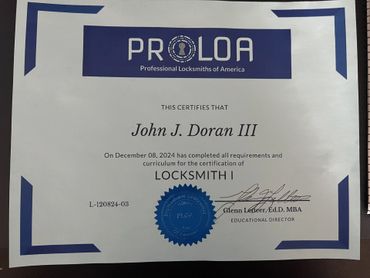 PROLOA
Professional Locksmiths of America
THIS CERTIFIES THAT
John J. Doran III
On December 08, 2024 has completed all requirements and
curriculum for the certification of
LOCKSMITH I
L-120824-03
Glenn Lefleer, Ed.D, MBA
EDUCATIONAL DIRECTOR